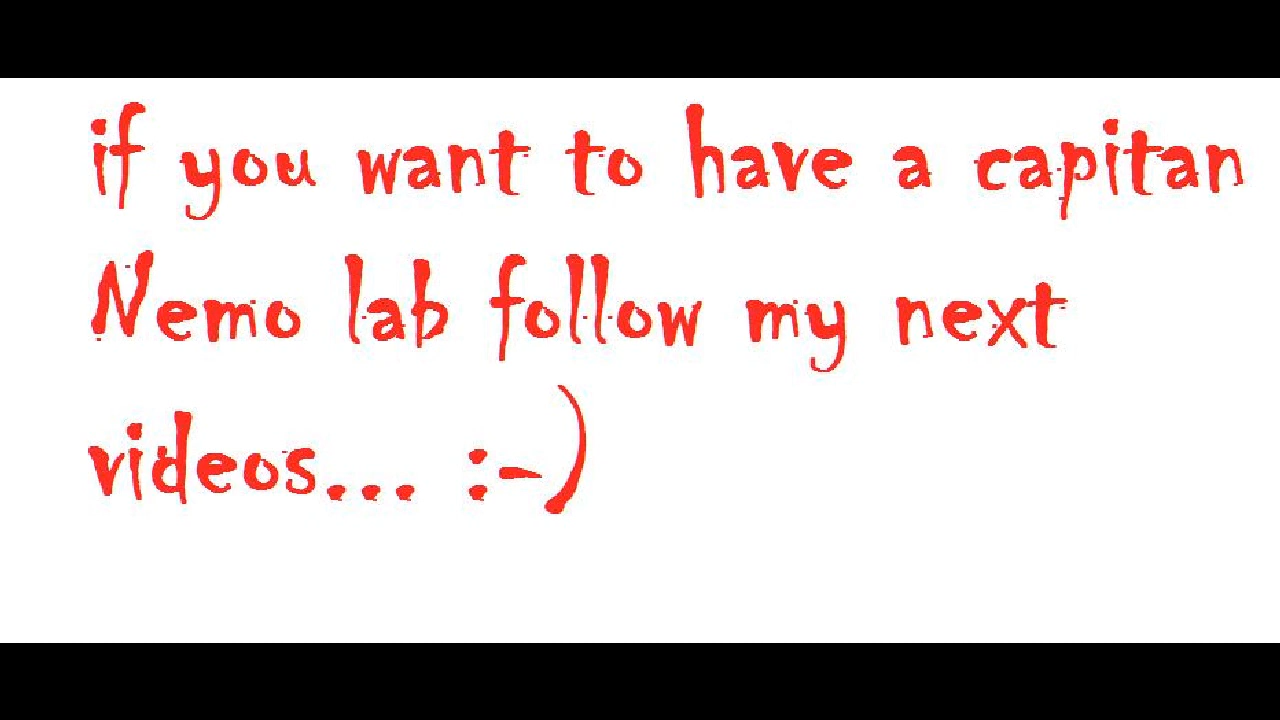 if you want to have a capitan
Nemo lab follow my next
videos... :-)